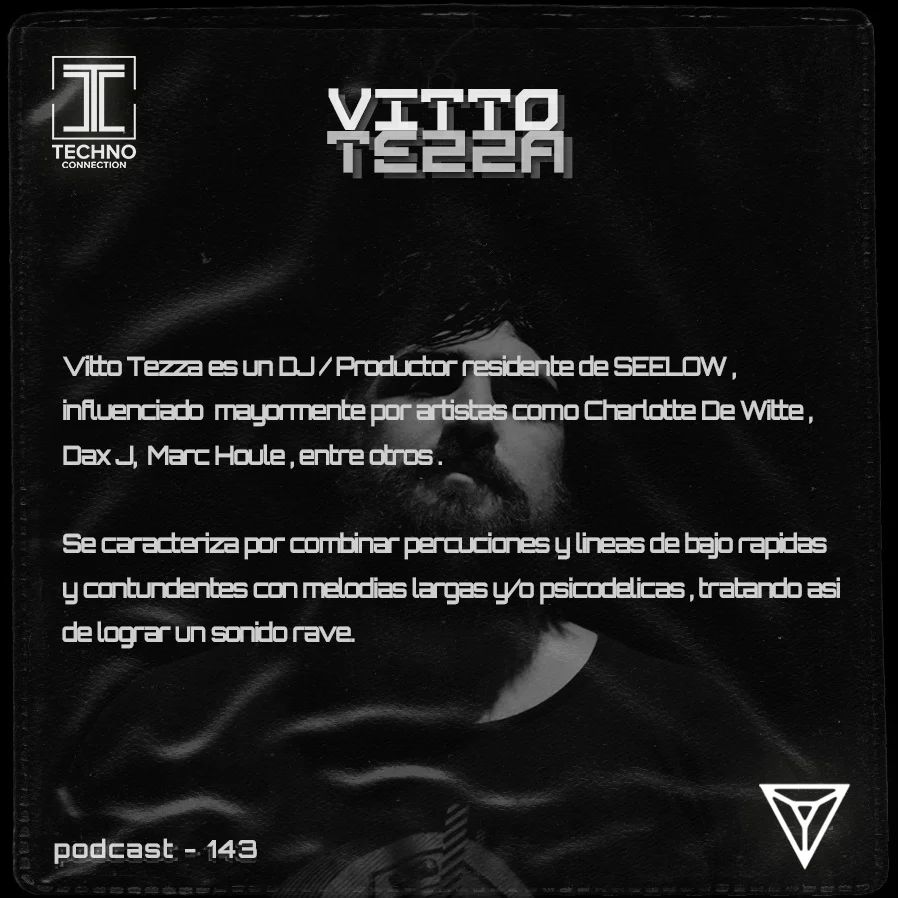 TECHNO
CONNECTION
VITTO
TEZZA
Vitto Tezza es un DJ / Productor residente de SEELOW ,
influenciado mayormente por artistas como Charlotte De Witte ,
Dax J, Marc Houle , entre otros .
Se caracteriza por combinar percuciones y lineas de bajo rapidas
y contundentes con melodias largas y/o psicodelicas , tratando asi
de lograr un sonido rave.
podcast - 143